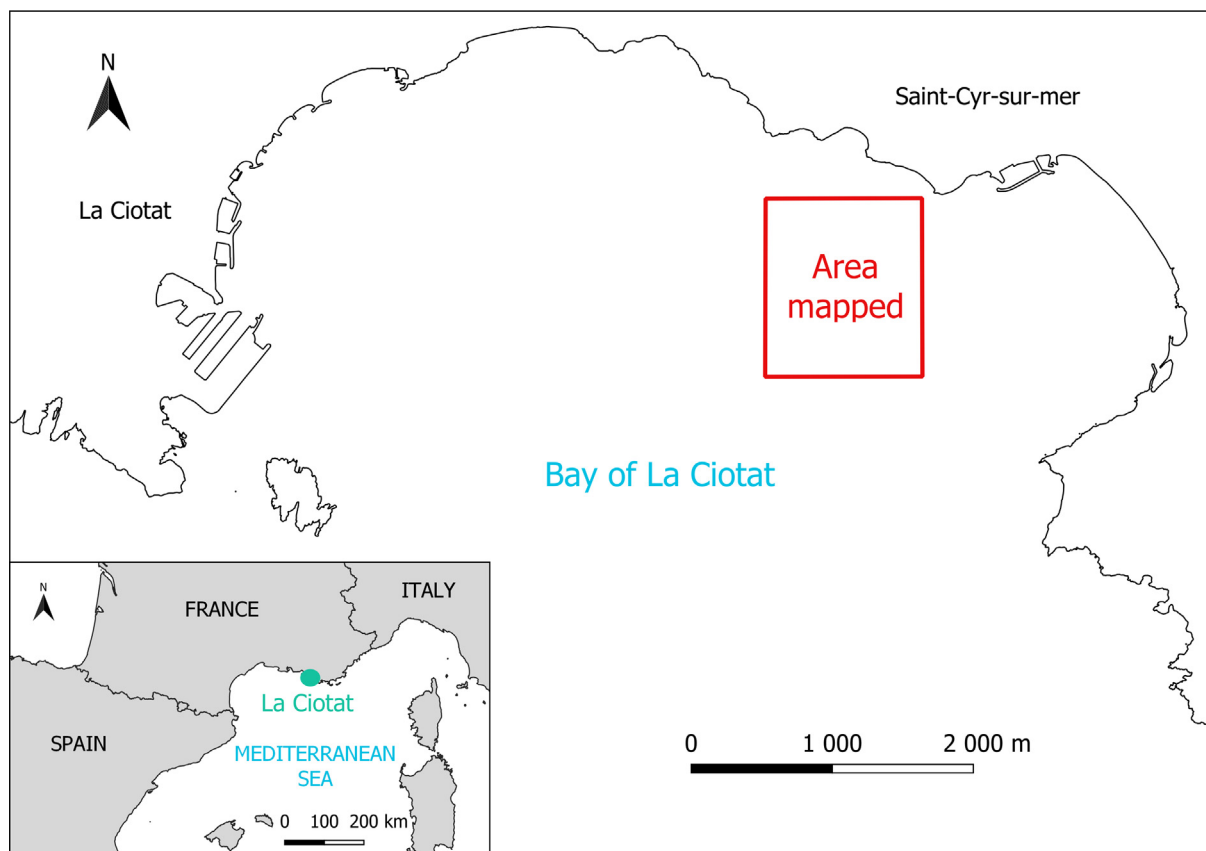 N
Saint-Cyr-sur-mer
La Ciotat
Area
mapped
Bay of La Ciotat
0 1 000 2 000 m
N
ITALY
FRANCE
La Ciotat
SPAIN
MEDITERRANEAN
SEA
0 100 200 km